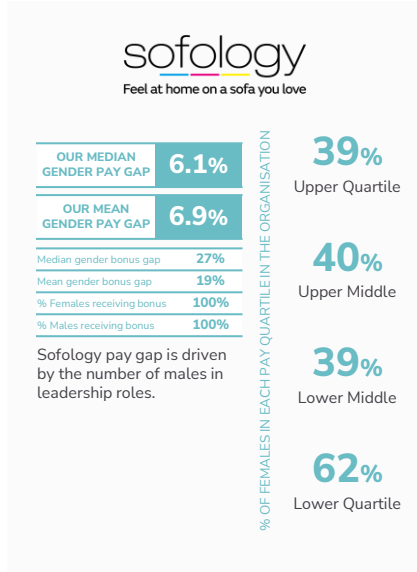 sofology
Feel at home on a sofa you love
OUR MEDIAN
GENDER PAY GAP
6.1%
OUR MEAN
GENDER PAY GAP
6.9%
Median gender bonus gap 27%
Mean gender bonus gap 19%
% Females receiving bonus 100%
% Males receiving bonus 100%
Sofology pay gap is driven
by the number of males in
leadership roles.
% OF FEMALES IN EACH PAY QUARTILE IN THE ORGANISATION
39%
Upper Quartile
40%
Upper Middle
39%
Lower Middle
62%
Lower Quartile